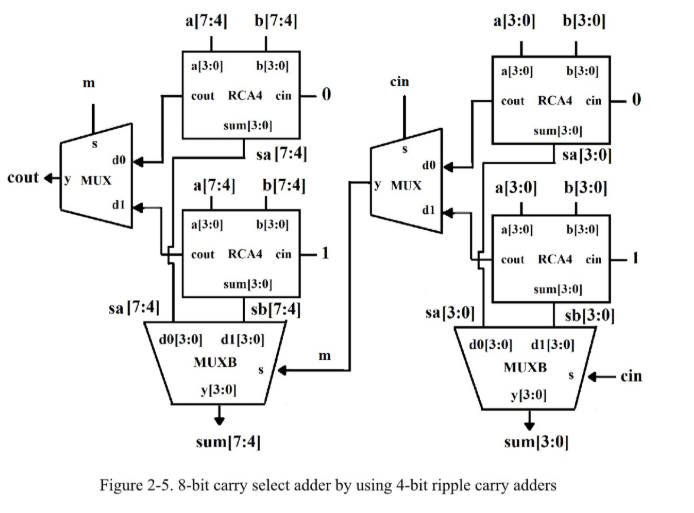 a[7:4] b[7:4]
a[3:0] b[3:0]
cout RCA4 cin 0
sum[3:0]
sa [7:4]
m
s
d0
cout y MUX
d1
a[7:4] b[7:4]
a[3:0] b[3:0]
cout RCA4 cin 1
sum[3:0]
sa [7:4] sb[7:4]
d0[3:0] d1[3:0]
MUXB
s
m
y[3:0]
sum[7:4]
a[3:0] b[3:0]
a[3:0] b[3:0]
cout RCA4 cin 0
sum[3:0]
sa[3:0]
cin
s
d0
y MUX
d1
a[3:0] b[3:0]
a[3:0] b[3:0]
cout RCA4 cin 1
sum[3:0]
sa[3:0] sb[3:0]
d0[3:0] d1[3:0]
MUXB
s cin
y[3:0]
sum[3:0]
Figure 2-5. 8-bit carry select adder by using 4-bit ripple carry adders